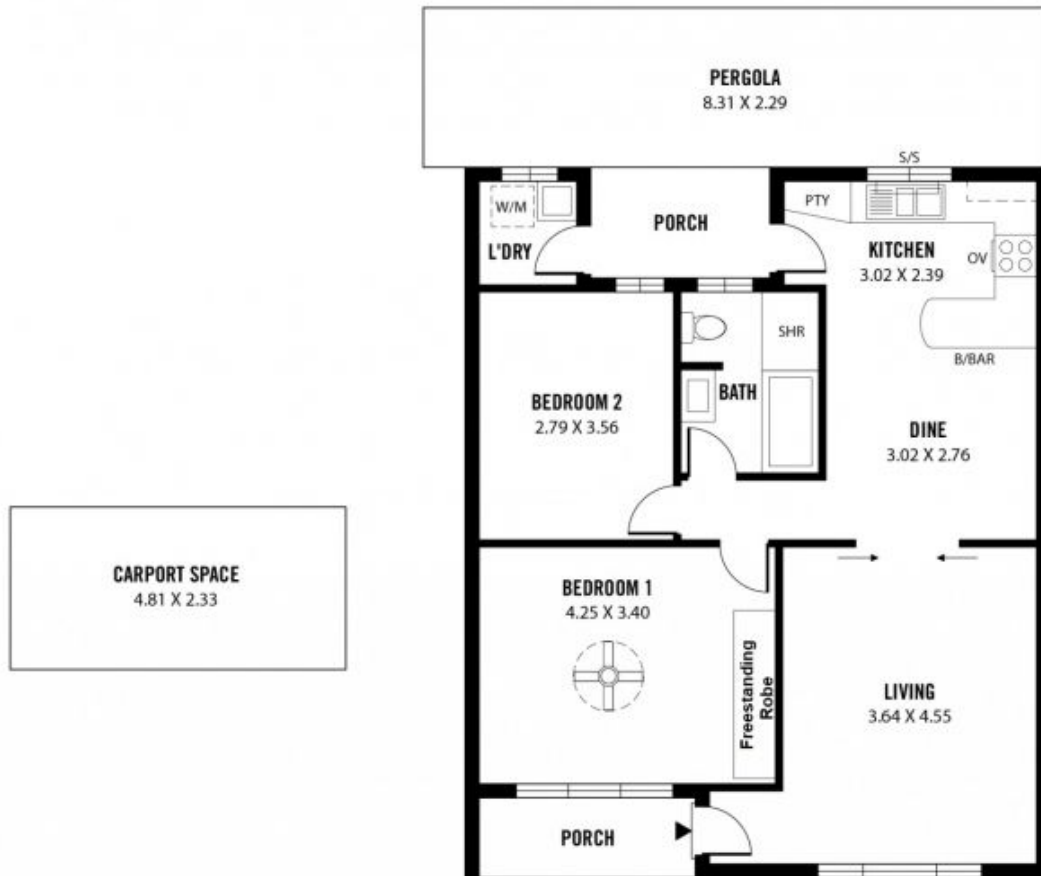 PERGOLA
8.31 X 2.29
S/S
W/M
PTY
PORCH
L'DRY
KITCHEN
3.02 X 2.39
OV
SHR
B/BAR
BATH
BEDROOM 2
2.79 X 3.56
DINE
3.02 X 2.76
CARPORT SPACE
4.81 X 2.33
BEDROOM 1
4.25 X 3.40
Freestanding
Robe
LIVING
3.64 X 4.55
PORCH